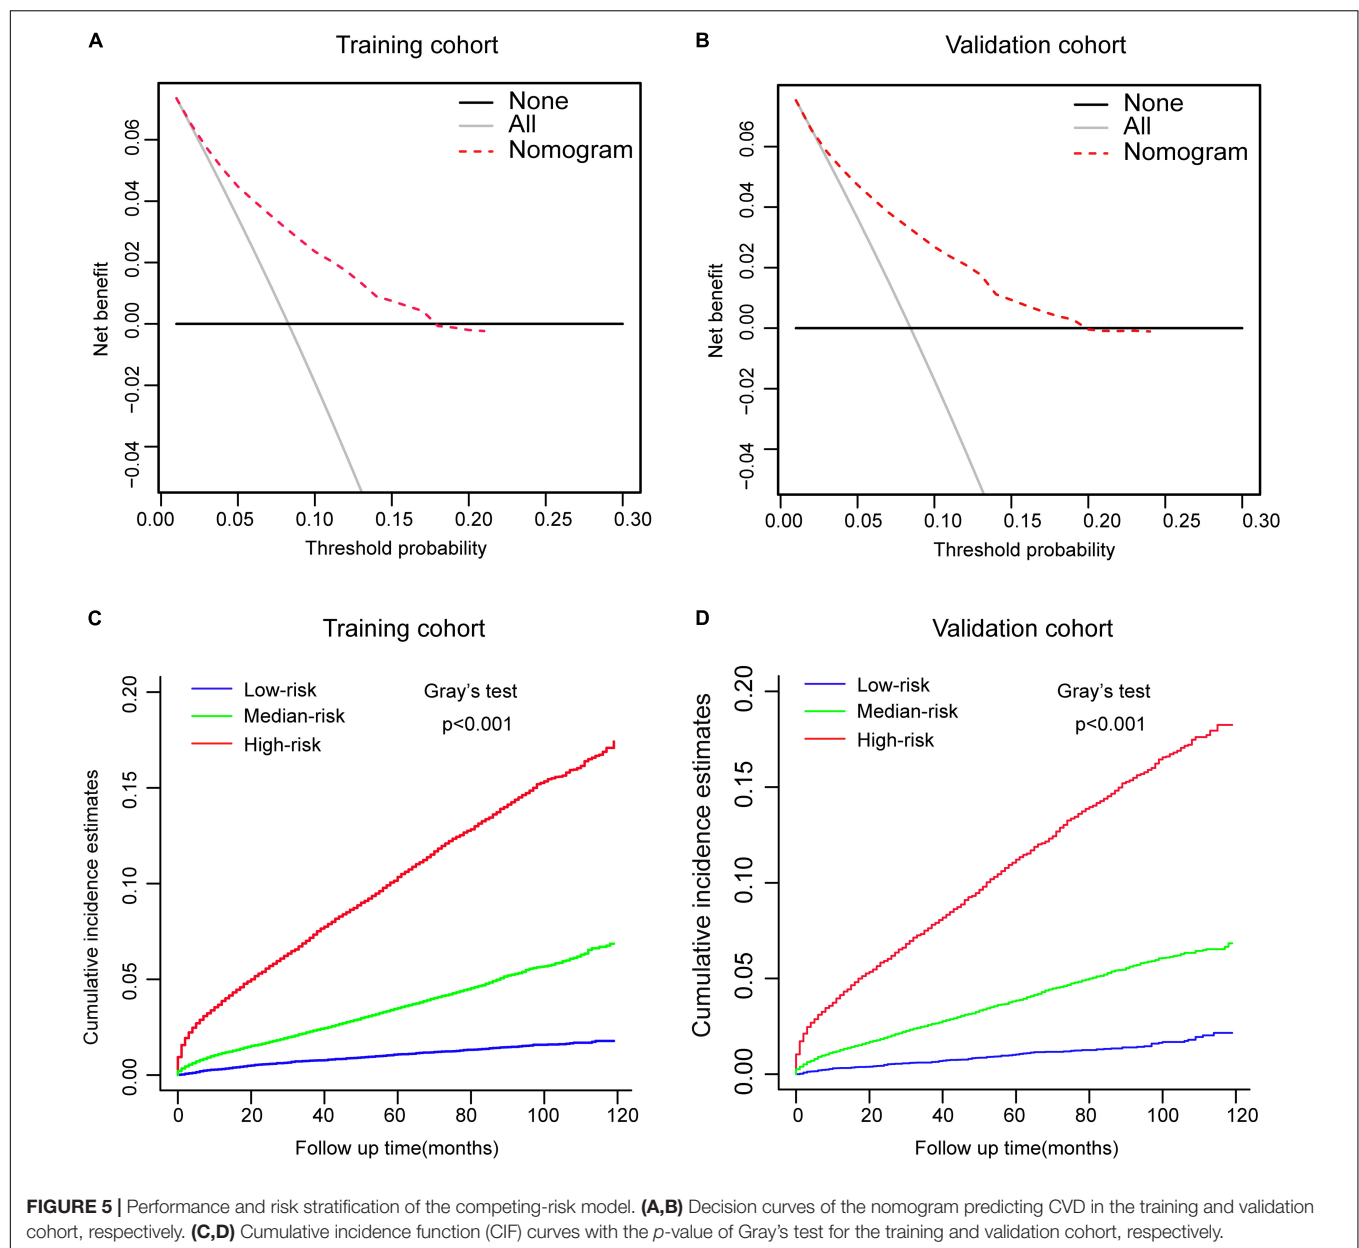 A
Training cohort
None
All
Nomogram
Net benefit
0.06
0.04
0.02
0.00
−0.02
−0.04
0.00 0.05 0.10 0.15 0.20 0.25 0.30
Threshold probability
B
Validation cohort
None
All
Nomogram
Net benefit
0.06
0.04
0.02
0.00
−0.02
−0.04
0.00 0.05 0.10 0.15 0.20 0.25 0.30
Threshold probability
C
Training cohort
Low-risk
Median-risk
High-risk
Gray's test
p<0.001
Cumulative incidence estimates
0.20
0.15
0.10
0.05
0.00
0 20 40 60 80 100 120
Follow up time(months)
D
Validation cohort
Low-risk
Median-risk
High-risk
Gray's test
p<0.001
Cumulative incidence estimates
0.20
0.15
0.10
0.05
0.00
0 20 40 60 80 100 120
Follow up time(months)
FIGURE 5 | Performance and risk stratification of the competing-risk model. (A,B) Decision curves of the nomogram predicting CVD in the training and validation
cohort, respectively. (C,D) Cumulative incidence function (CIF) curves with the p-value of Gray's test for the training and validation cohort, respectively.